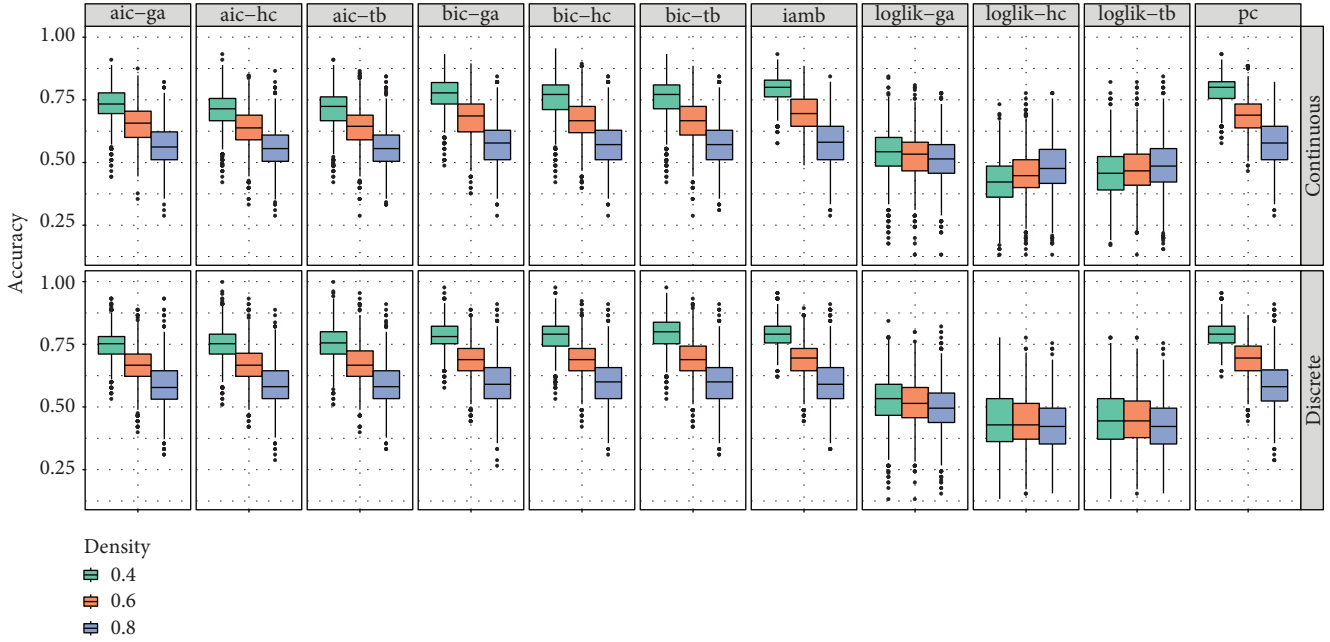 aic−ga aic−hc aic−tb bic−ga bic−hc bic−tb iamb loglik−ga loglik−hc loglik−tb pc
1.00
0.75
0.50
0.25
Continuous
Accuracy
1.00
0.75
0.50
0.25
Discrete
Density
0.4
0.6
0.8